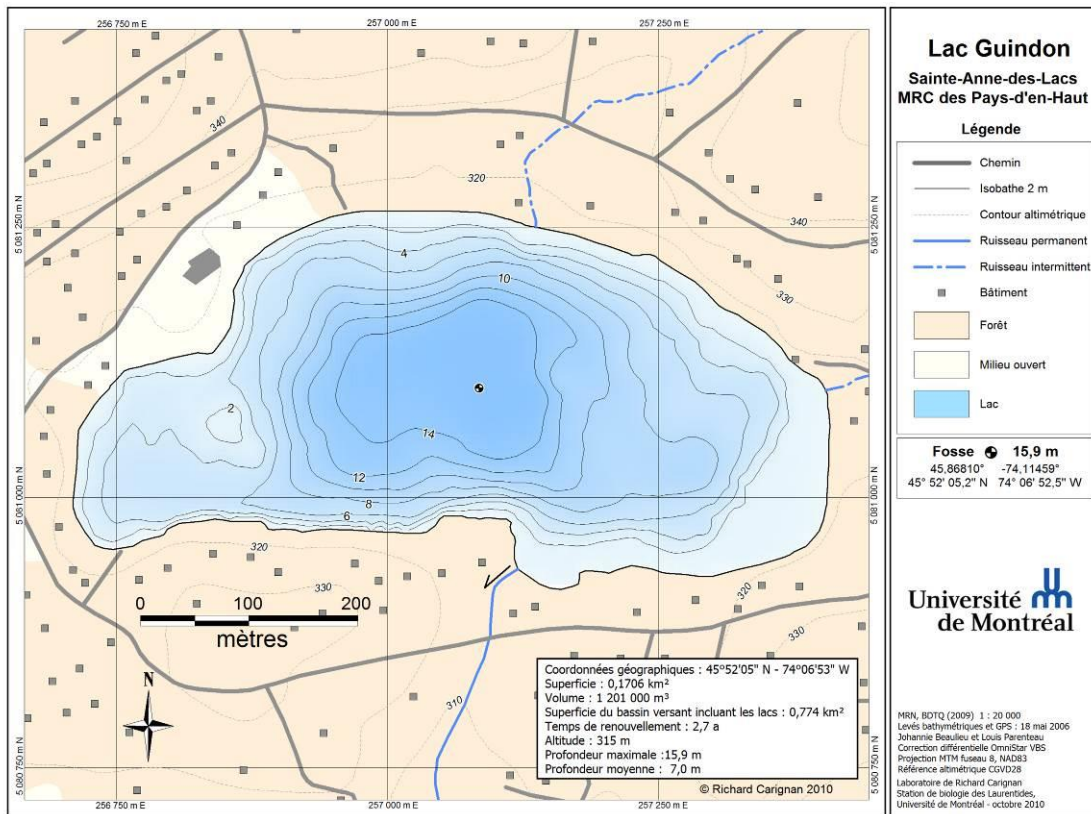 256 750 m E
257 000 m E
257 250 m E
340
320
340
5 081 250 m N
5 081 250 m N
4
10
330
2
14
12
8
6
5 081 000 m N
5 081 000 m N
320
330
320
330
0 100 200
mètres
N
310
5 080 750 m N
5 080 750 m N
Coordonnées géographiques : 45°52'05" N - 74°06'53" W
Superficie : 0,1706 km²
Volume : 1 201 000 m³
Superficie du bassin versant incluant les lacs : 0,774 km²
Temps de renouvellement : 2,7 a
Altitude : 315 m
Profondeur maximale :15,9 m
Profondeur moyenne : 7,0 m
© Richard Carignan 2010
256 750 m E
257 000 m E
257 250 m E
Lac Guindon
Sainte-Anne-des-Lacs
MRC des Pays-d'en-Haut
Légende
Chemin
Isobathe 2 m
Contour altimétrique
Ruisseau permanent
Ruisseau intermittent
Bâtiment
Forêt
Milieu ouvert
Lac
Fosse 15,9 m
45,86810° -74,11459°
45° 52' 05,2" N 74° 06' 52,5" W
Université
de Montréal
MRN, BDTQ (2009) 1 : 20 000
Levés bathymétriques et GPS : 18 mai 2006
Johannie Beaulieu et Louis Parenteau
Correction différentielle OmniStar VBS
Projection MTM fuseau 8, NAD83
Référence altimétrique CGVD28
Laboratoire de Richard Carignan
Station de biologie des Laurentides,
Université de Montréal - octobre 2010